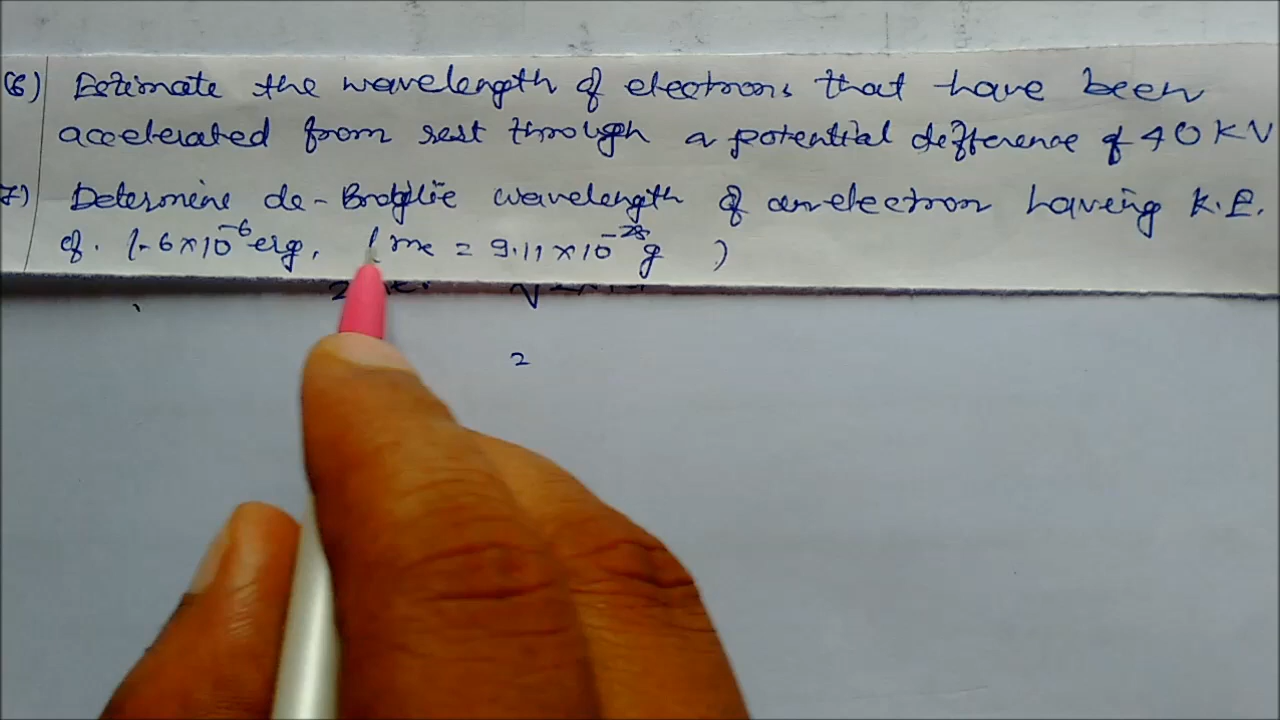 (6) Estimate the wavelength of electrons that have been
accelerated from rest through a potential difference of 40 KV
7) Determine de-Broglie wavelength of an electron having K.E.
of 1.6×10⁻⁶ erg. (me = 9.11×10⁻²⁸ g )
2